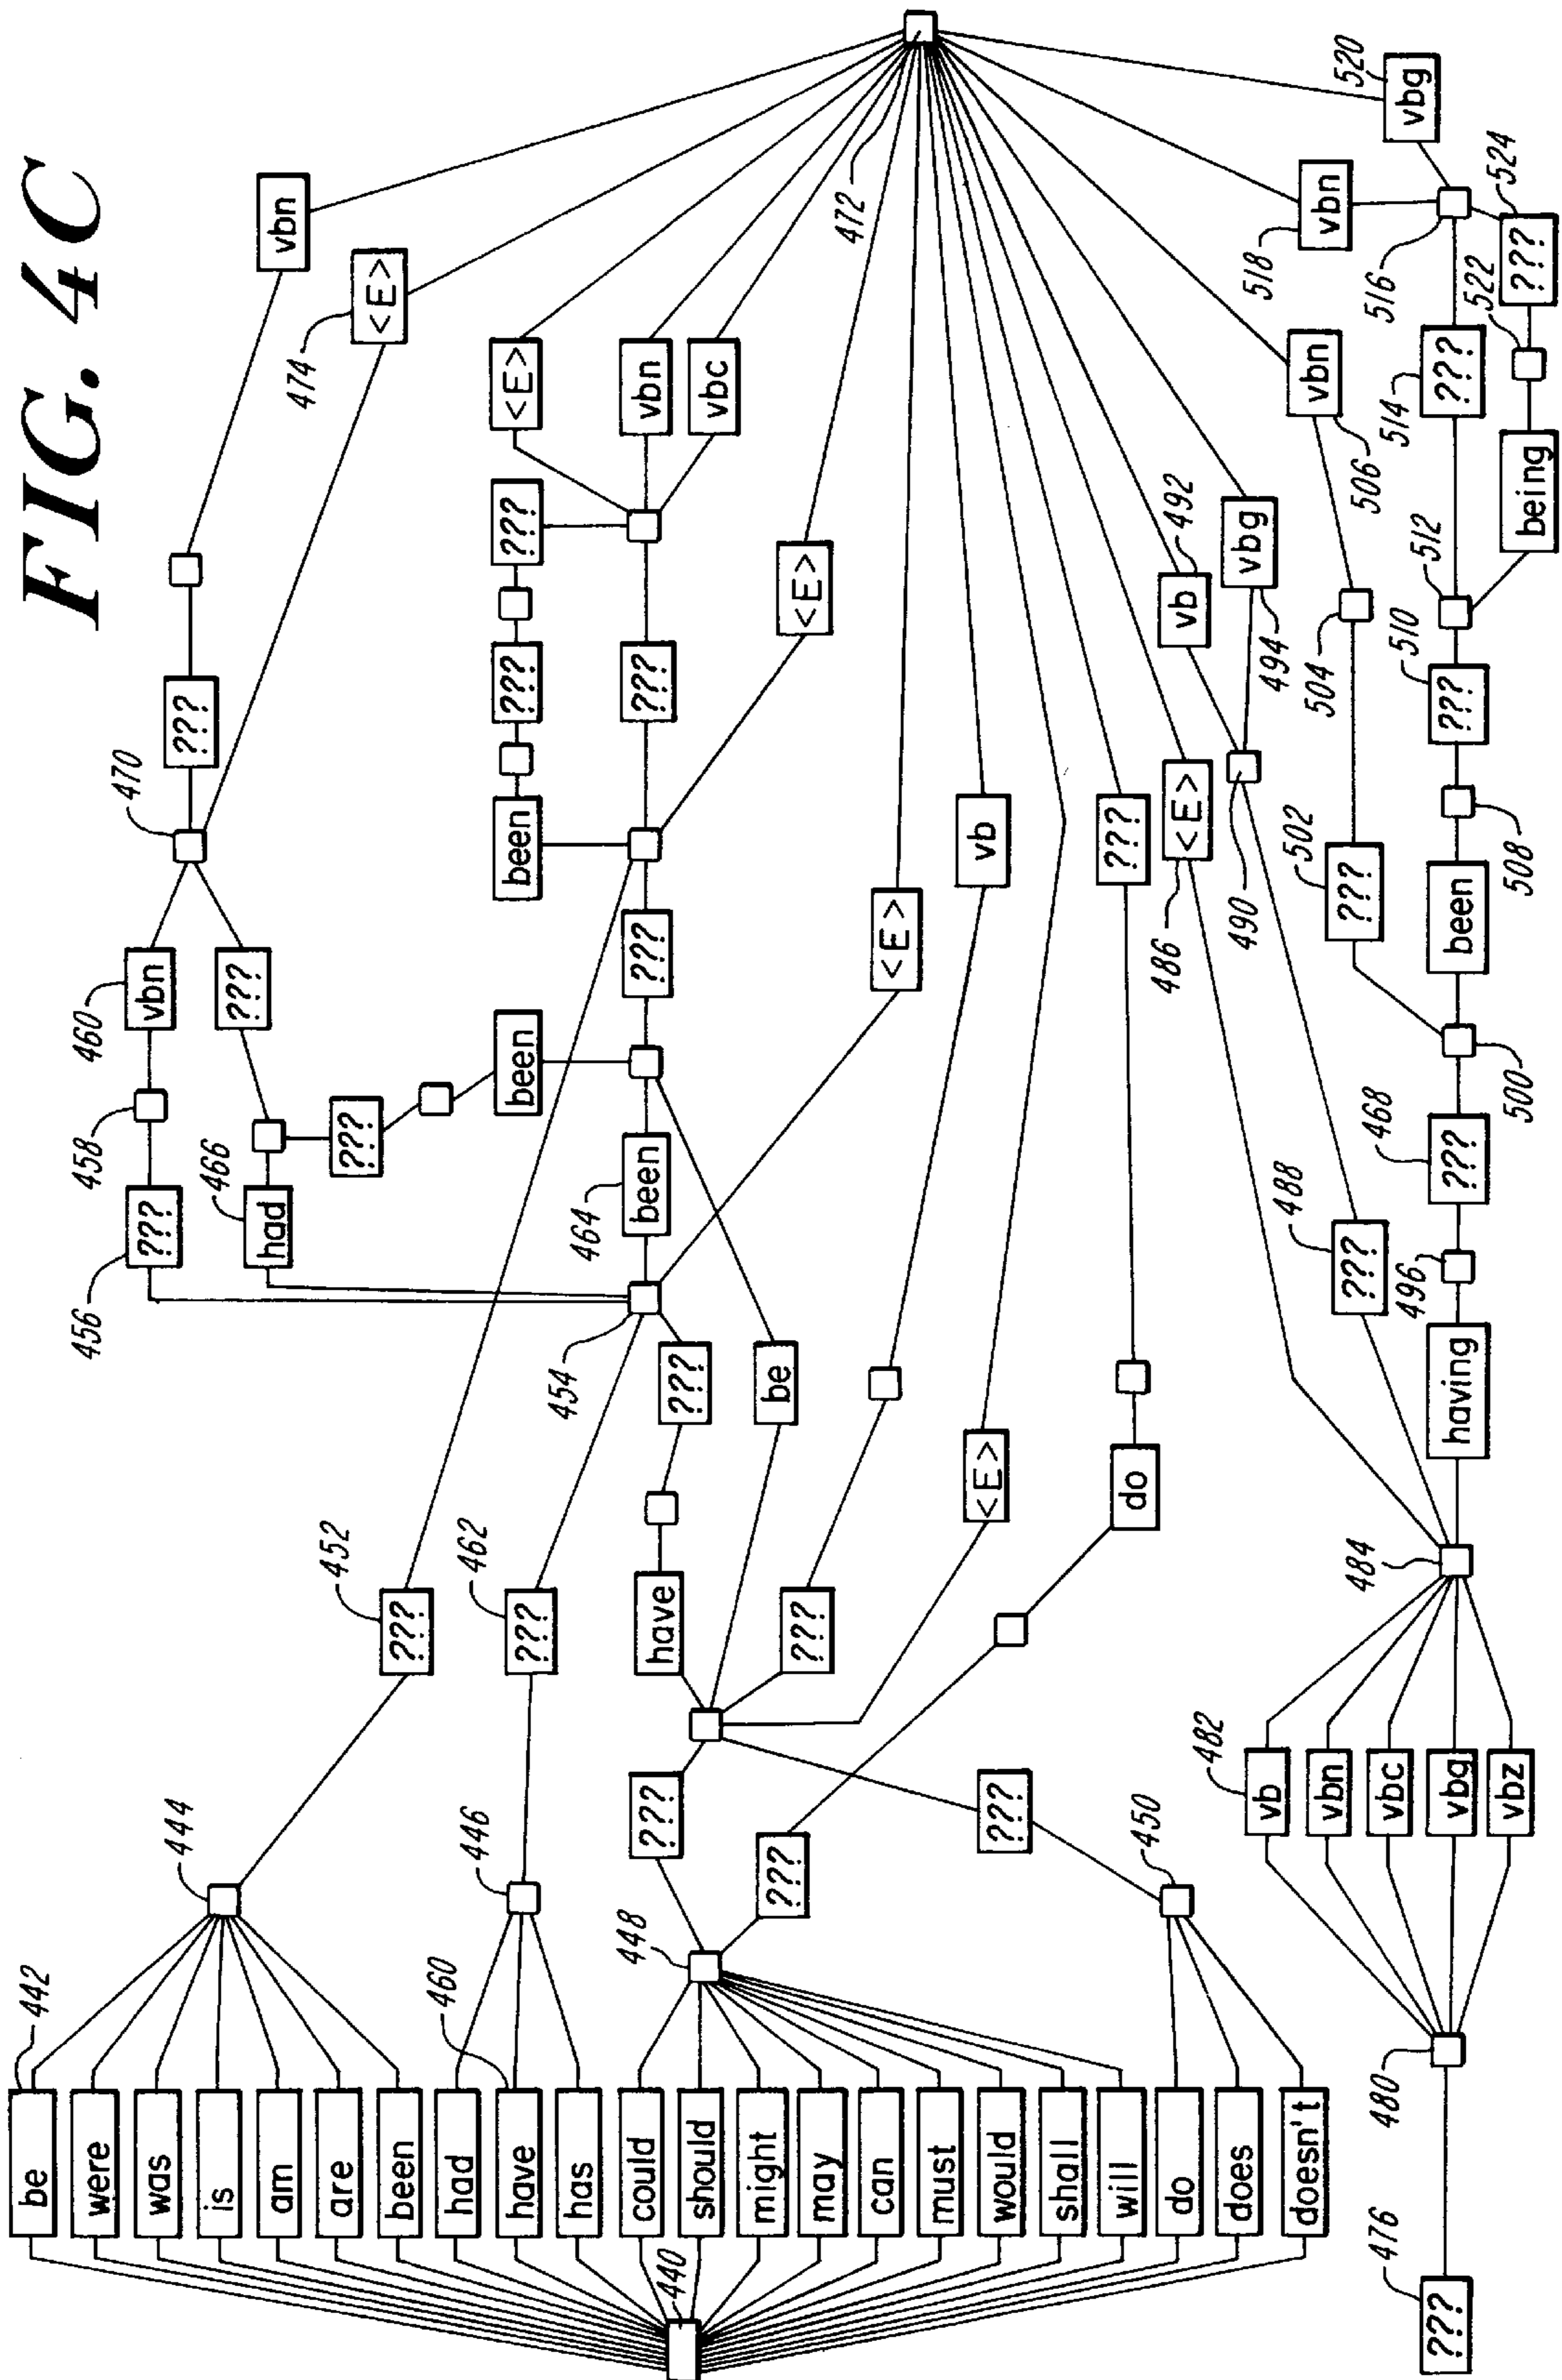 FIG. 4C
440
476
???
be
were
was
is
am
are
been
had
have
has
could
should
might
may
can
must
would
shall
will
do
does
doesn't
442
460
480
444
446
448
450
???
???
???
482
vb
vbn
vbc
vbg
vbz
452
???
462
???
have
???
484
<E>
do
having
454
???
be
488
???
496
456
???
458
460
vbn
466
had
???
???
been
464
been
???
468
???
500
470
???
474
<E>
vbn
been
???
???
???
<E>
vbn
vbc
<E>
<E>
vb
???
486
<E>
490
vb
492
vbg
494
502
???
504
vbn
506
been
508
510
???
512
514
???
being
516
518
vbn
522
524
???
520
vbg
472